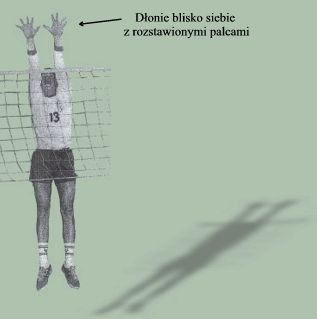 Dłonie blisko siebie
z rozstawionymi palcami
13